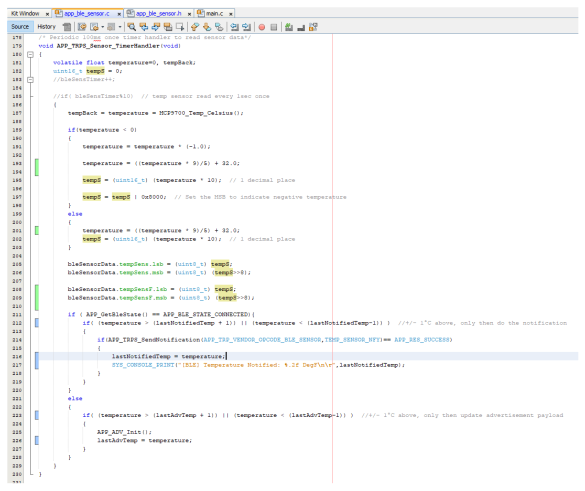 Kit Window x app_ble_sensor.c x app_ble_sensor.h x main.c x
Source History
178 /* Periodic 100ms once timer handler to read sensor data*/
179 void APP_TRPS_Sensor_TimerHandler(void)
180 {
181 volatile float temperature=0, tempBack;
182 uint16_t tempS = 0;
183 //bleSensTimer++;
184
185 //if( bleSensTimer%10) // temp sensor read every 1sec once
186 {
187 tempBack = temperature = MCP9700_Temp_Celsius();
188
189 if(temperature < 0)
190 {
191 temperature = temperature * (-1.0);
192
193 temperature = ((temperature * 9)/5) + 32.0;
194
195 tempS = (uint16_t) (temperature * 10); // 1 decimal place
196
197 tempS = tempS | 0x8000; // Set the MSB to indicate negative temperature
198 }
199 else
200 {
201 temperature = ((temperature * 9)/5) + 32.0;
202 tempS = (uint16_t) (temperature * 10); // 1 decimal place
203 }
204
205 bleSensorData.tempSens.lsb = (uint8_t) tempS;
206 bleSensorData.tempSens.msb = (uint8_t) (tempS>>8);
207
208 bleSensorData.tempSensF.lsb = (uint8_t) tempS;
209 bleSensorData.tempSensF.msb = (uint8_t) (tempS>>8);
210
211 if ( APP_GetBleState() == APP_BLE_STATE_CONNECTED){
212 if( (temperature > (lastNotifiedTemp + 1)) || (temperature < (lastNotifiedTemp-1)) ) //+/- 1°C above, only then do the notification
213 {
214 if(APP_TRPS_SendNotification(APP_TRP_VENDOR_OPCODE_BLE_SENSOR,TEMP_SENSOR_NFY)== APP_RES_SUCCESS)
215 {
216 lastNotifiedTemp = temperature;
217 SYS_CONSOLE_PRINT("[BLE] Temperature Notified: %.2f DegF\n\r",lastNotifiedTemp);
218 }
219 }
220 }
221 else
222 {
223 if( (temperature > (lastAdvTemp + 1)) || (temperature < (lastAdvTemp-1)) ) //+/- 1°C above, only then update advertisement payload
224 {
225 APP_ADV_Init();
226 lastAdvTemp = temperature;
227 }
228 }
229 }
230 }
231